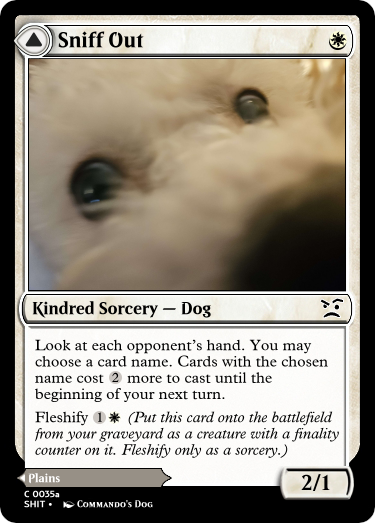 Sniff Out
Kindred Sorcery — Dog
Look at each opponent's hand. You may
choose a card name. Cards with the chosen
name cost 2 more to cast until the
beginning of your next turn.
Fleshify 1 (Put this card onto the battlefield
from your graveyard as a creature with a finality
counter on it. Fleshify only as a sorcery.)
Plains
2/1
C 0035a
SHIT • Commando's Dog